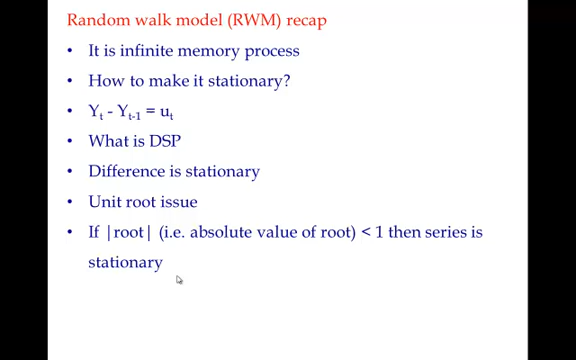 Random walk model (RWM) recap
• It is infinite memory process
• How to make it stationary?
• Yt - Yt-1 = ut
• What is DSP
• Difference is stationary
• Unit root issue
• If |root| (i.e. absolute value of root) < 1 then series is
stationary